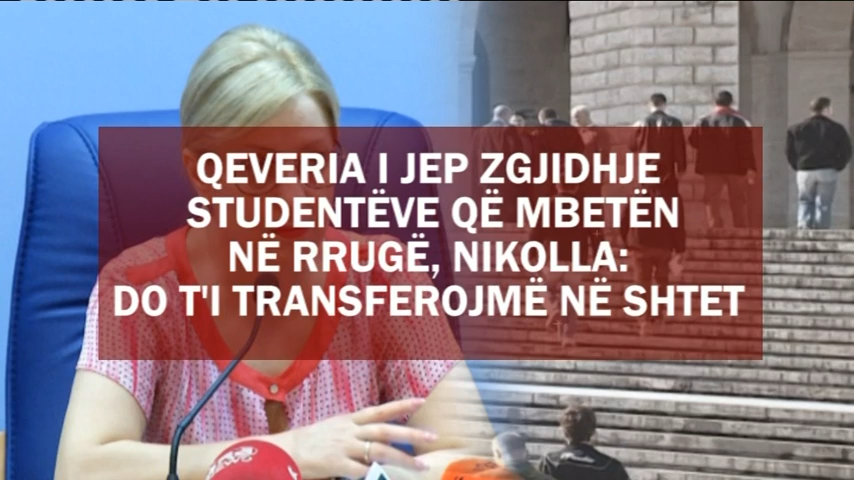 QEVERIA I JEP ZGJIDHJE
STUDENTËVE QË MBETËN
NË RRUGË, NIKOLLA:
DO T'I TRANSFEROJMË NË SHTET